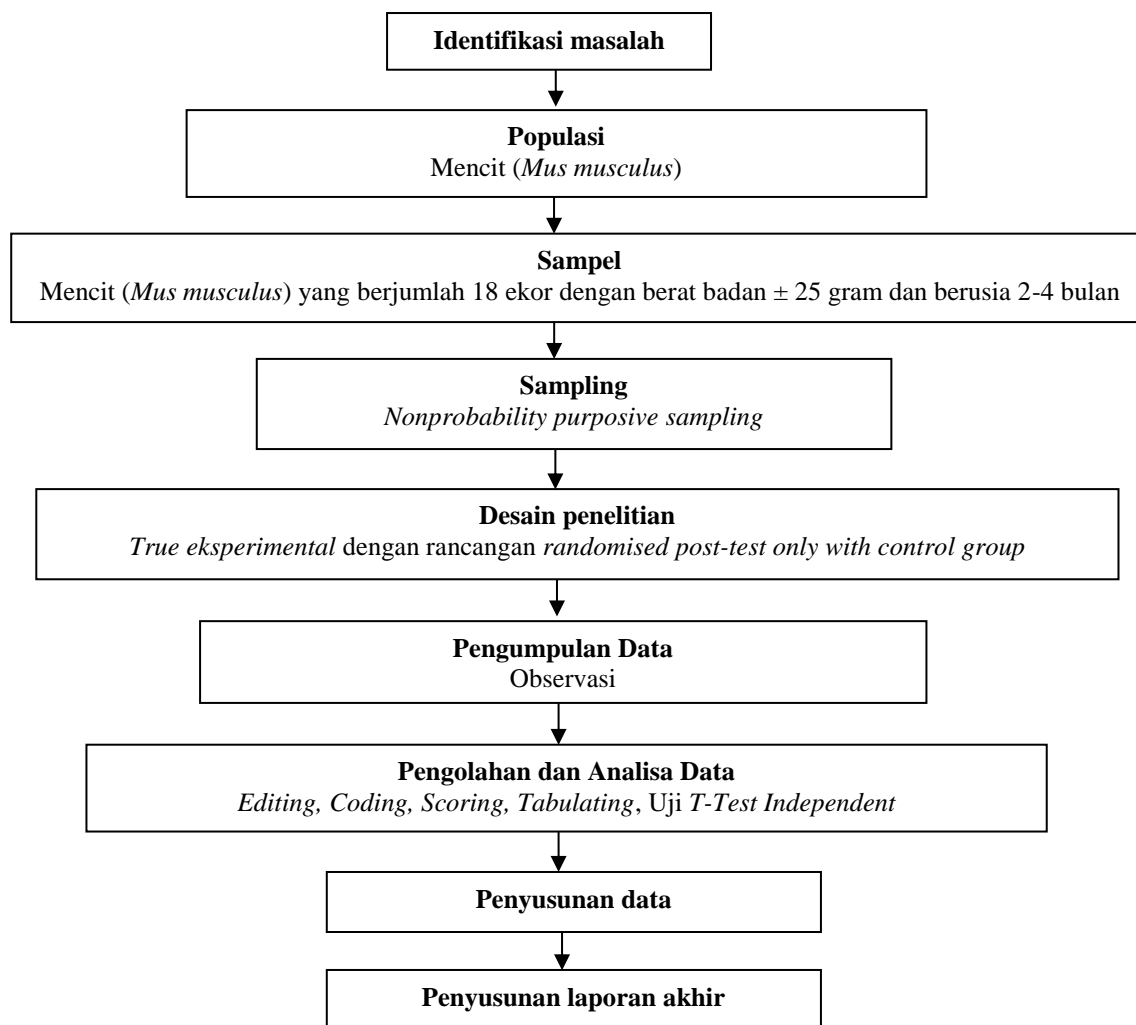 Identifikasi masalah
Populasi
Mencit (Mus musculus)
Sampel
Mencit (Mus musculus) yang berjumlah 18 ekor dengan berat badan ± 25 gram dan berusia 2-4 bulan
Sampling
Nonprobability purposive sampling
Desain penelitian
True eksperimental dengan rancangan randomised post-test only with control group
Pengumpulan Data
Observasi
Pengolahan dan Analisa Data
Editing, Coding, Scoring, Tabulating, Uji T-Test Independent
Penyusunan data
Penyusunan laporan akhir